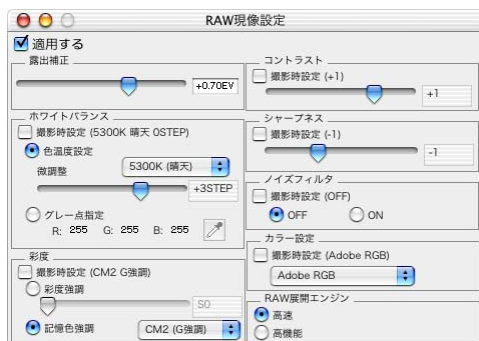 RAW現像設定
適用する
露出補正
+0.70EV
ホワイトバランス
撮影時設定 (5300K 晴天 0STEP)
色温度設定
5300K (晴天)
微調整
+3STEP
グレー点指定
R: 255 G: 255 B: 255
彩度
撮影時設定 (CM2 G強調)
彩度強調
S0
記憶色強調
CM2 (G強調)
コントラスト
撮影時設定 (+1)
+1
シャープネス
撮影時設定 (-1)
-1
ノイズフィルタ
撮影時設定 (OFF)
OFF ON
カラー設定
撮影時設定 (Adobe RGB)
Adobe RGB
RAW展開エンジン
高速
高機能